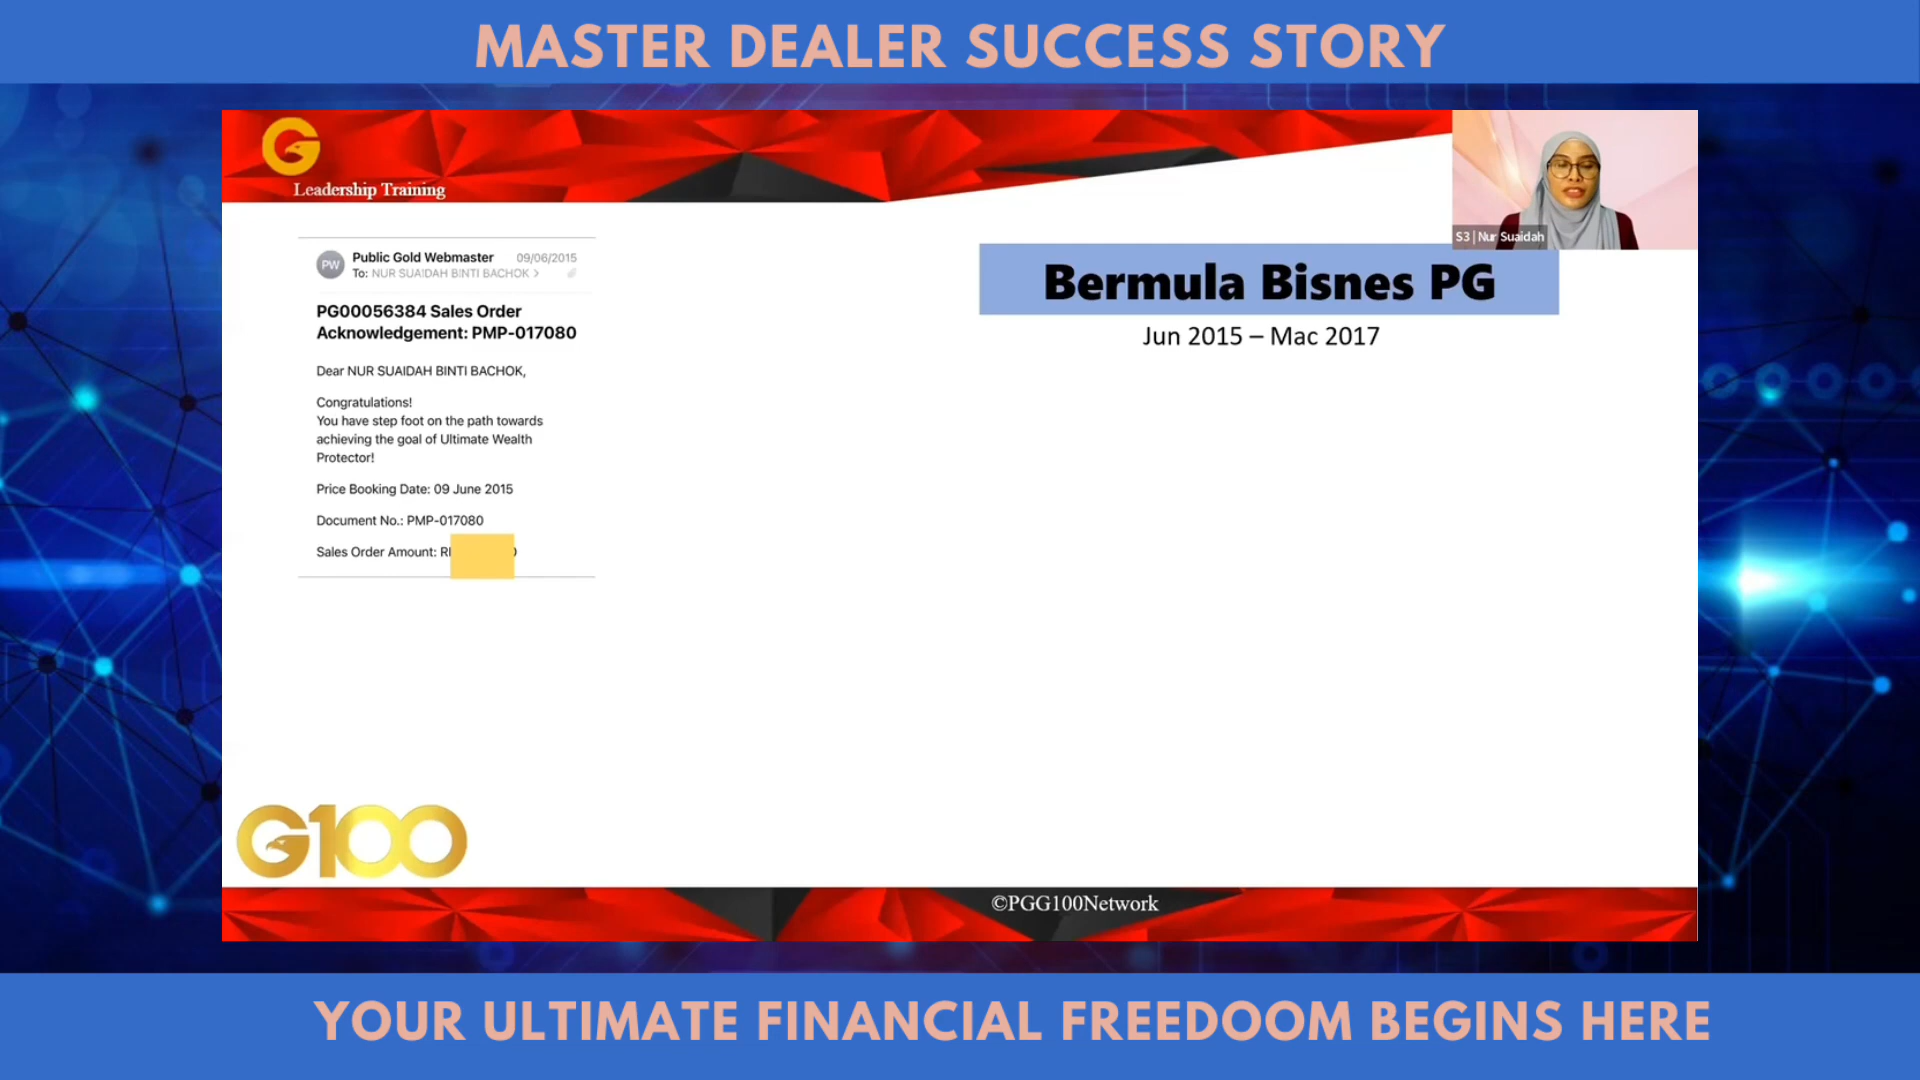 MASTER DEALER SUCCESS STORY
Leadership Training
S3 | Nur Suaidah
PW
Public Gold Webmaster 09/06/2015
To: NUR SUAIDAH BINTI BACHOK >
PG00056384 Sales Order
Acknowledgement: PMP-017080
Dear NUR SUAIDAH BINTI BACHOK,
Congratulations!
You have step foot on the path towards
achieving the goal of Ultimate Wealth
Protector!
Price Booking Date: 09 June 2015
Document No.: PMP-017080
Sales Order Amount:
Bermula Bisnes PG
Jun 2015 – Mac 2017
G100
©PGG100Network
YOUR ULTIMATE FINANCIAL FREEDOOM BEGINS HERE